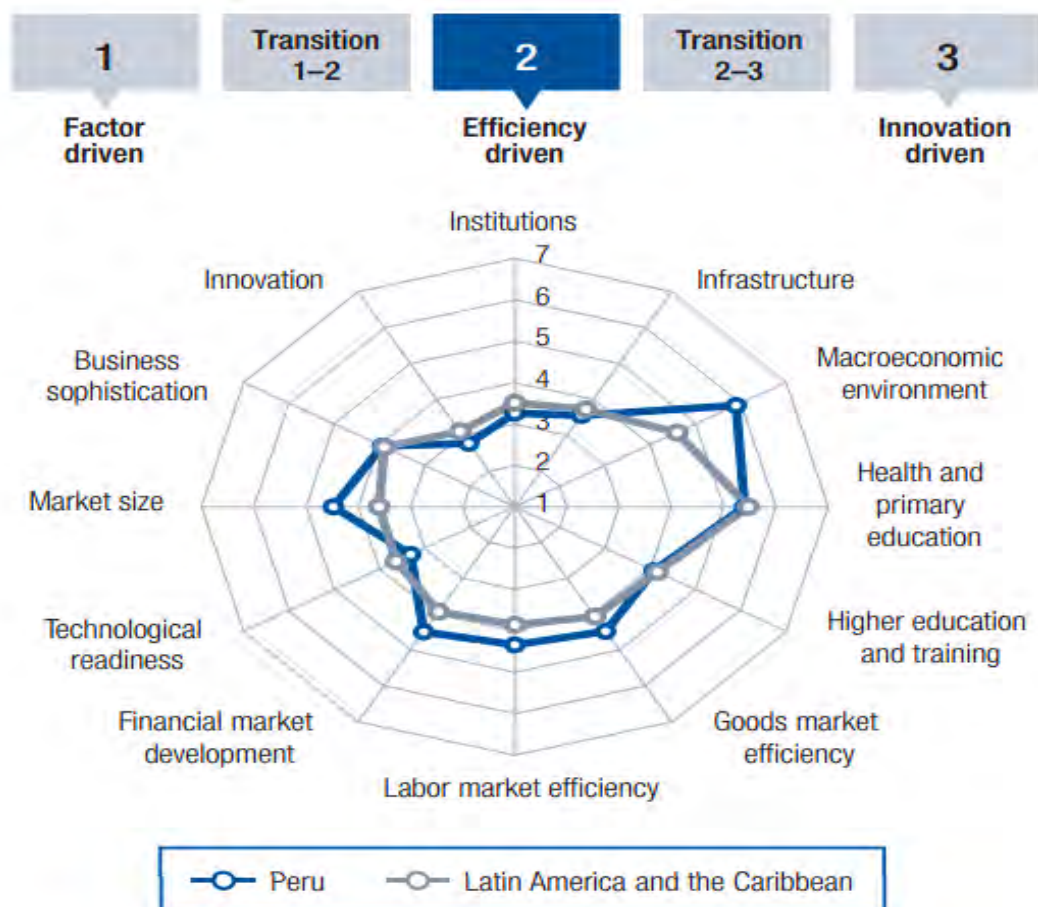 1
Transition
1–2
2
Transition
2–3
3
Factor
driven
Efficiency
driven
Innovation
driven
Institutions
7
Innovation
Infrastructure
6
5
Business
sophistication
Macroeconomic
environment
4
3
Market size
2
1
Health and
primary
education
Technological
readiness
Higher education
and training
Financial market
development
Goods market
efficiency
Labor market efficiency
Peru
Latin America and the Caribbean